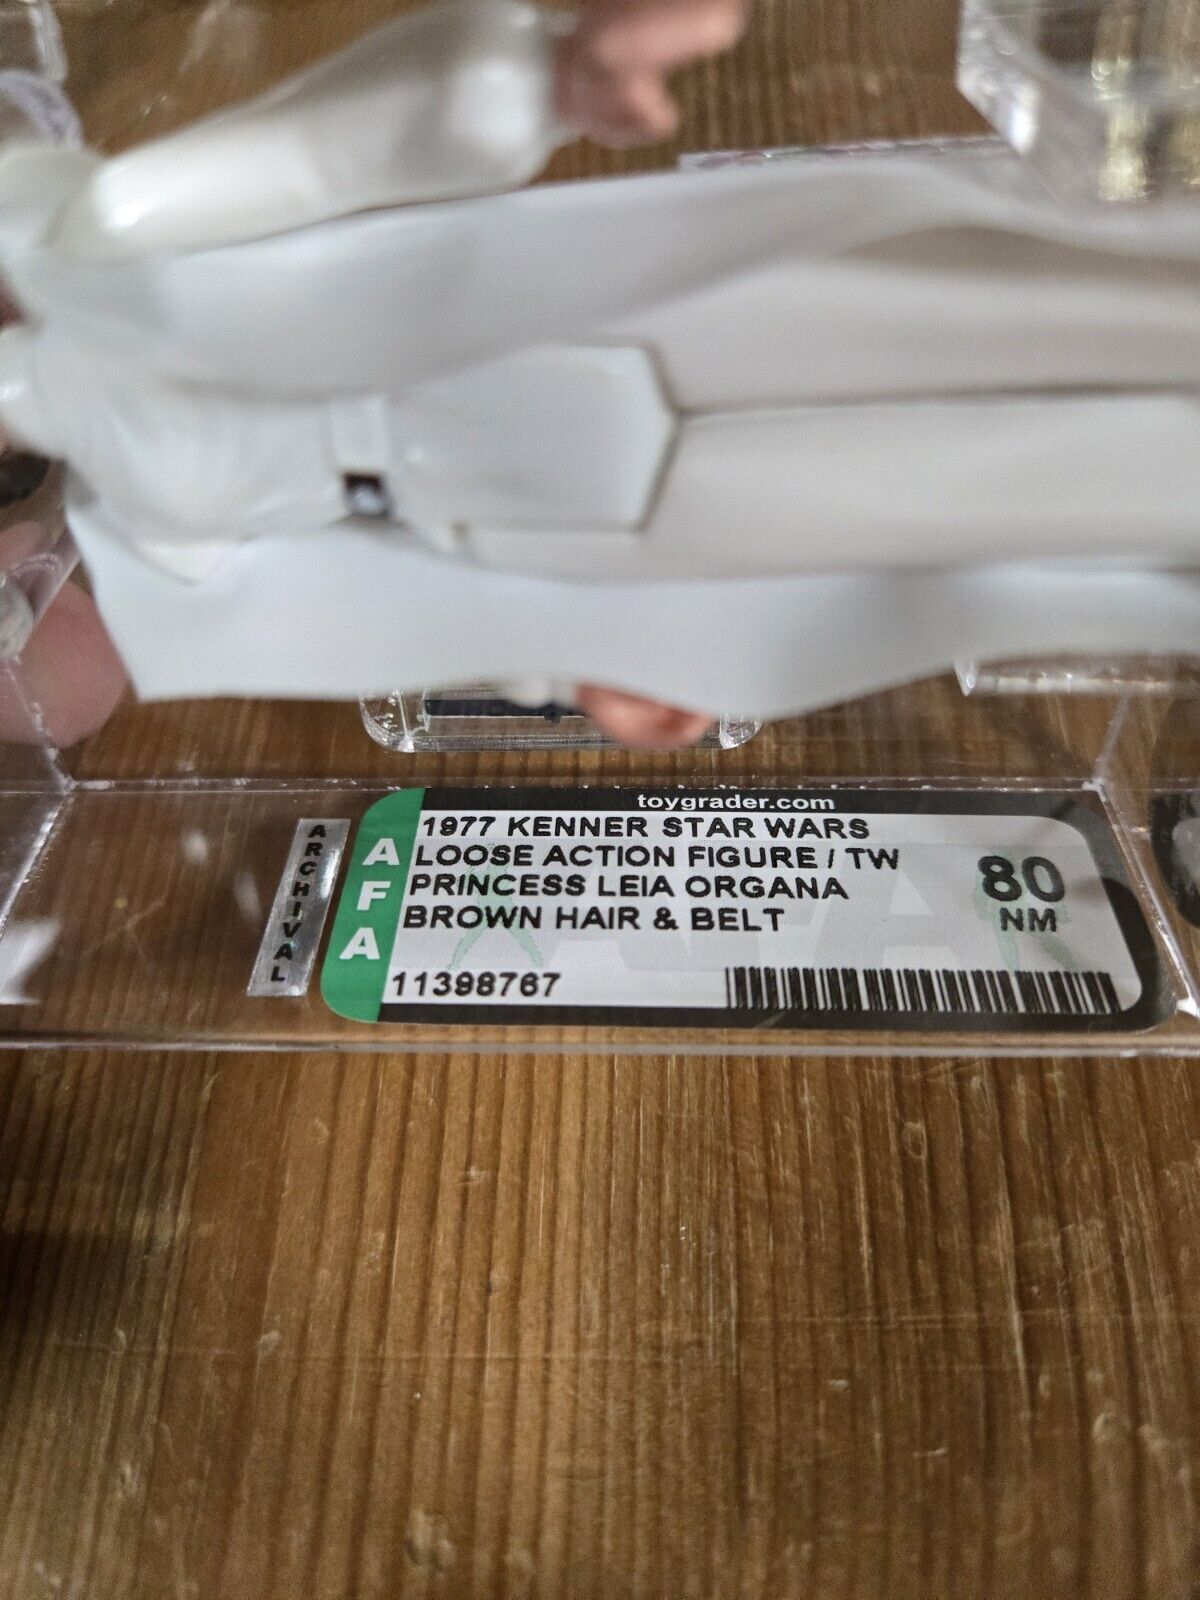 toygrader.com
ARCHIVAL
AFA
1977 KENNER STAR WARS
LOOSE ACTION FIGURE / TW
PRINCESS LEIA ORGANA
BROWN HAIR & BELT
80
NM
11398767